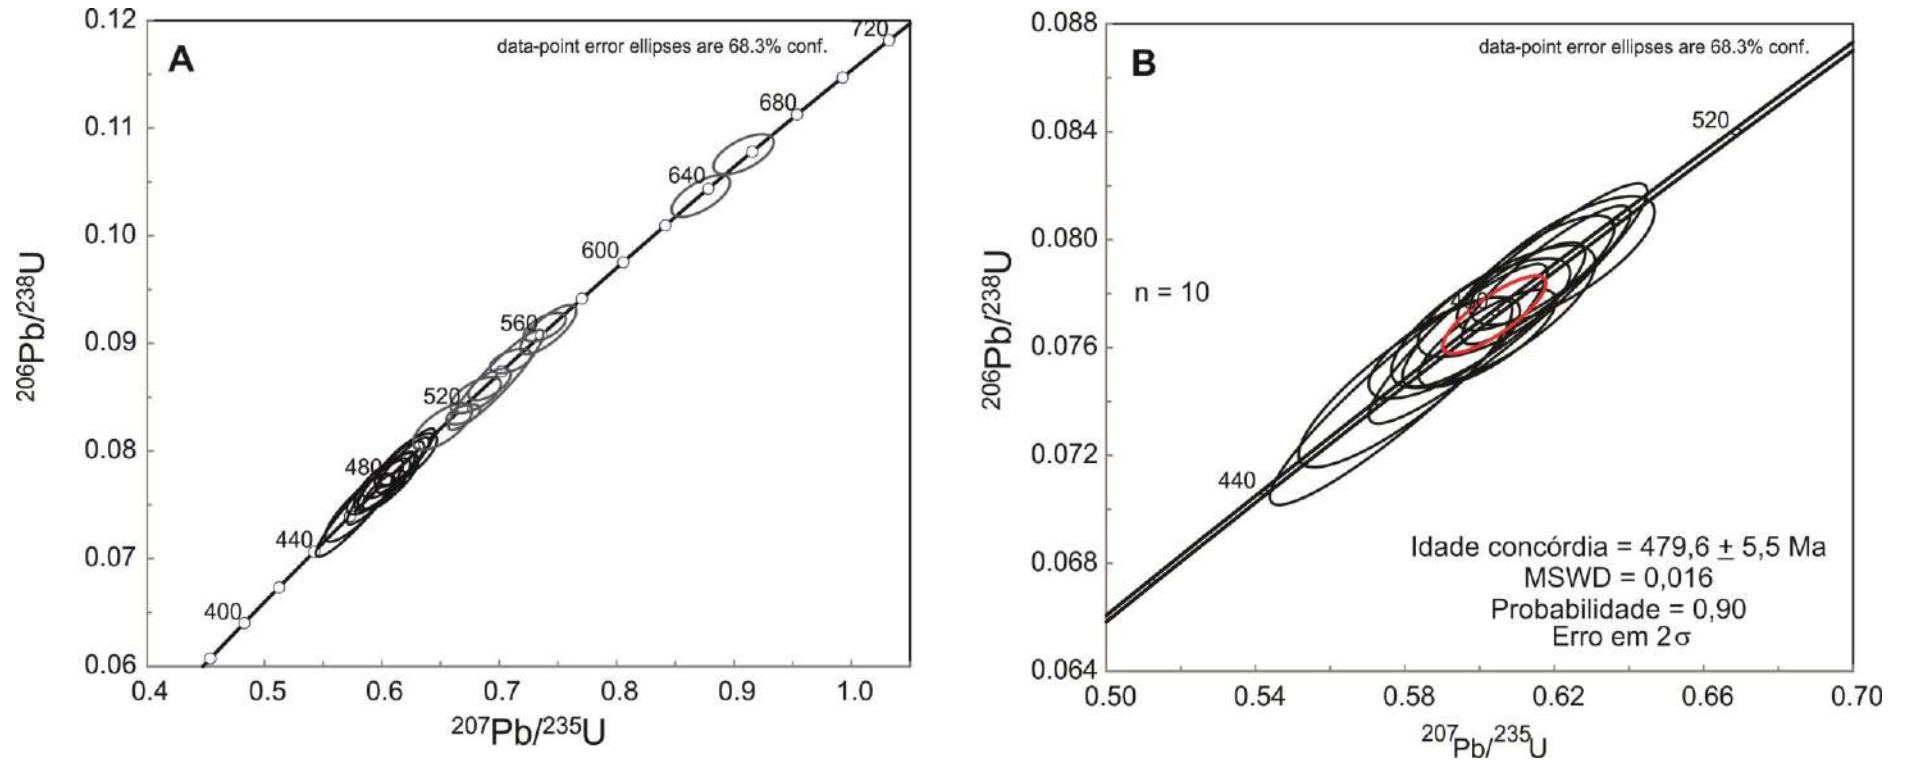 A
data-point error ellipses are 68.3% conf.
0.12
0.11
0.10
0.09
0.08
0.07
0.06
206Pb/238U
720
680
640
600
560
520
480
440
400
0.4
0.5
0.6
0.7
0.8
0.9
1.0
207Pb/235U
B
data-point error ellipses are 68.3% conf.
0.088
0.084
0.080
0.076
0.072
0.068
0.064
206Pb/238U
n = 10
520
440
Idade concórdia = 479,6 ± 5,5 Ma
MSWD = 0,016
Probabilidade = 0,90
Erro em 2σ
0.50
0.54
0.58
0.62
0.66
0.70
207Pb/235U